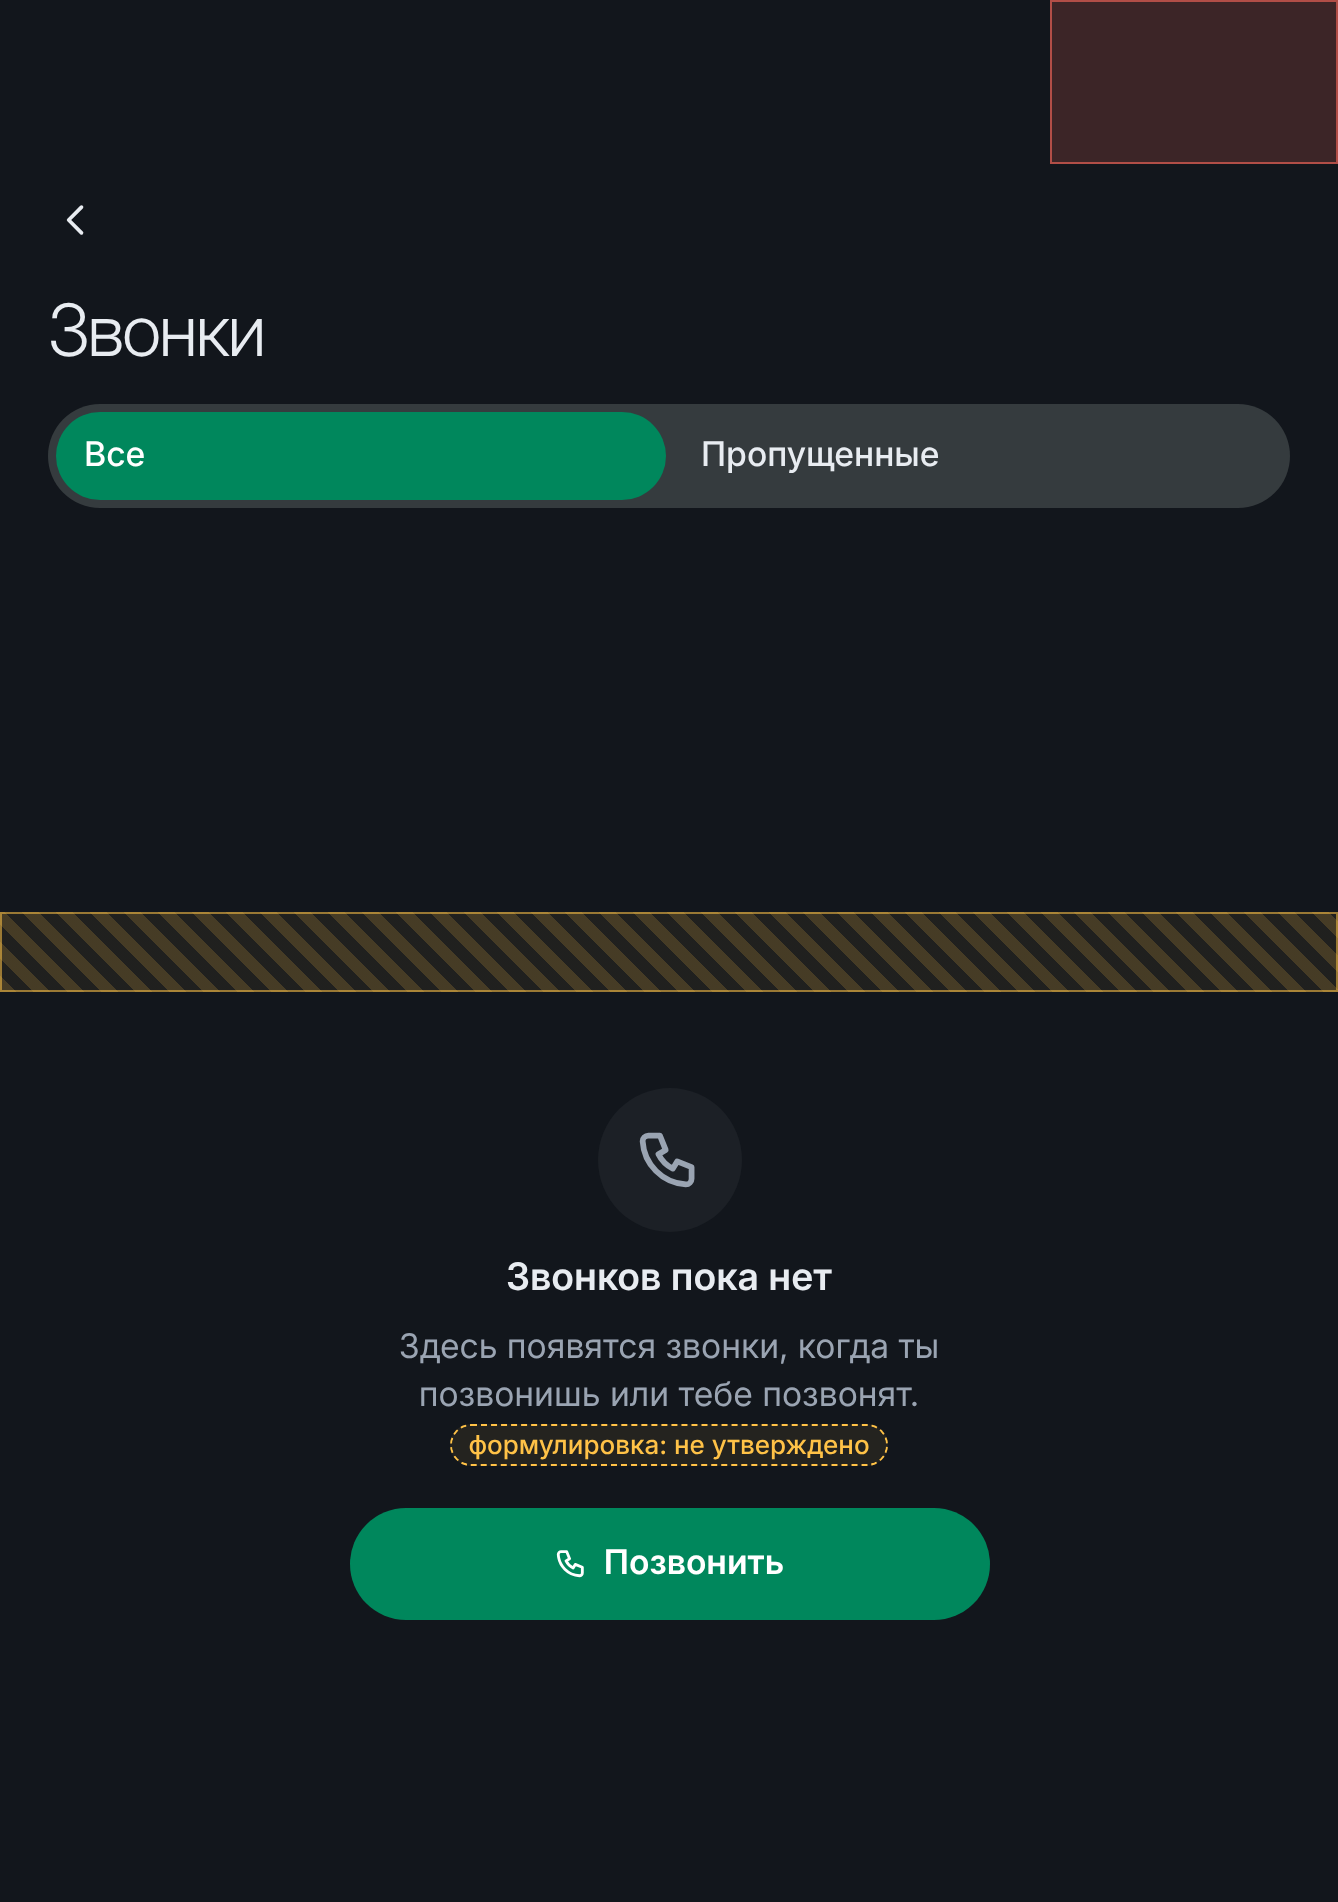 Звонки
Все
Пропущенные
Звонков пока нет
Здесь появятся звонки, когда ты
позвонишь или тебе позвонят.
формулировка: не утверждено
Позвонить